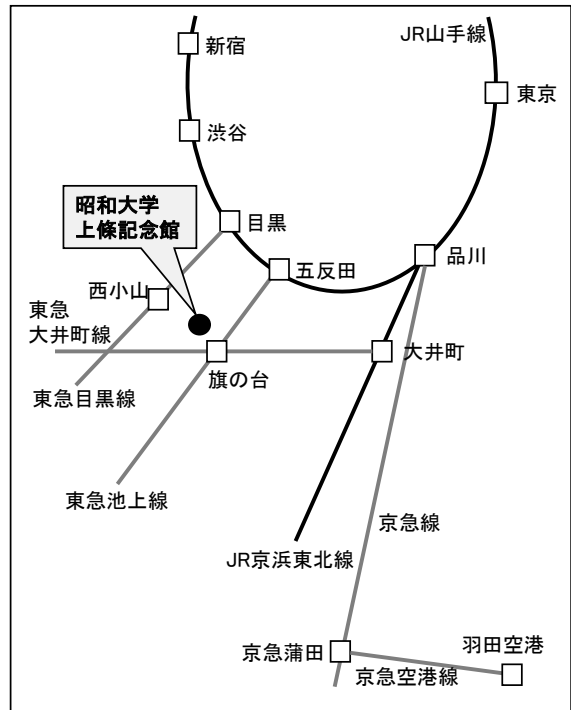 JR山手線
新宿
東京
渋谷
昭和大学
上條記念館
目黒
品川
五反田
西小山
東急
大井町線
大井町
旗の台
東急目黒線
東急池上線
京急線
JR京浜東北線
京急蒲田
羽田空港
京急空港線